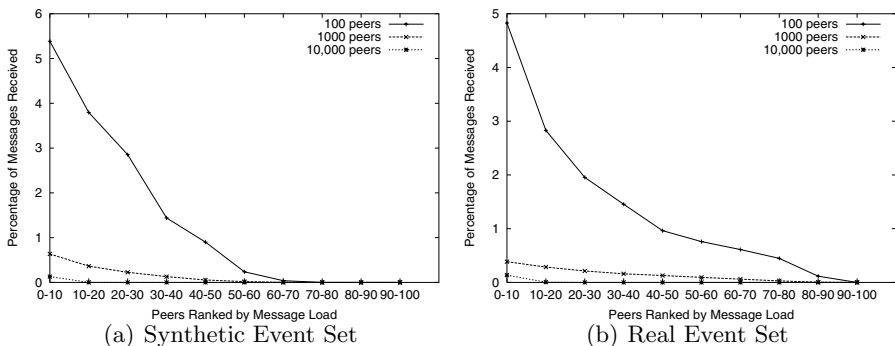 6
5
4
3
2
1
0
Percentage of Messages Received
100 peers
1000 peers
10,000 peers
0-10 10-20 20-30 30-40 40-50 50-60 60-70 70-80 80-90 90-100
Peers Ranked by Message Load
(a) Synthetic Event Set
5
4
3
2
1
0
Percentage of Messages Received
100 peers
1000 peers
10,000 peers
0-10 10-20 20-30 30-40 40-50 50-60 60-70 70-80 80-90 90-100
Peers Ranked by Message Load
(b) Real Event Set